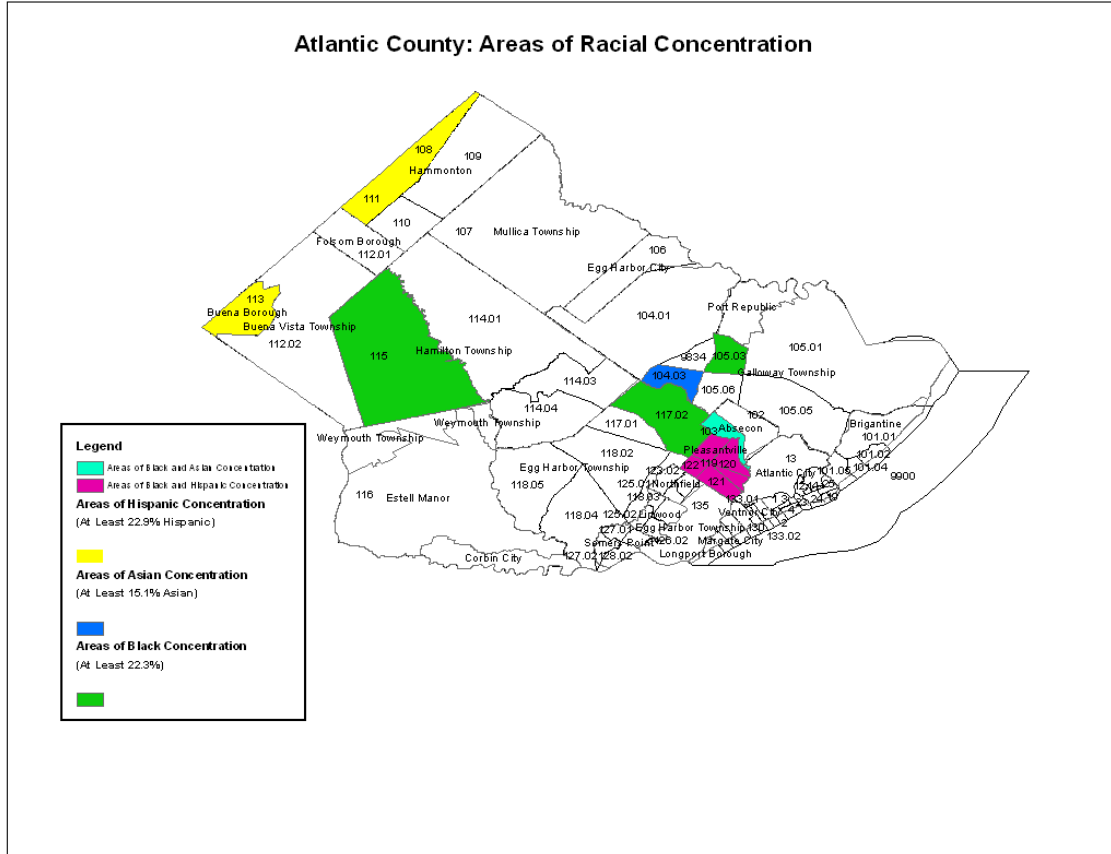 Atlantic County: Areas of Racial Concentration
108
109
Hammonton
111
110
107
Mullica Township
Folsom Borough
112.01
106
Egg Harbor City
113
Buena Borough
Buena Vista Township
112.02
Port Republic
104.01
114.01
105.01
115
Hamilton Township
9834
105.03
Galloway Township
104.03
114.03
105.06
114.04
117.02
102
105.05
Weymouth Township
Weymouth Township
117.01
103
Absecon
Brigantine
101.01
118.02
Pleasantville
13
101.02
Egg Harbor Township
123.02
122
119
120
Atlantic City
101.05
101.04
9900
116
Estell Manor
118.05
125.01
Northfield
121
118.03
133.01
135
Ventnor City
118.04
125.02
Linwood
127.01
Egg Harbor Township
130
2
Somers Point
126.02
Margate City
133.02
Corbin City
127.02
128.02
Longport Borough
Legend
Areas of Black and Asian Concentration
Areas of Black and Hispanic Concentration
Areas of Hispanic Concentration
(At Least 22.9% Hispanic)
Areas of Asian Concentration
(At Least 15.1% Asian)
Areas of Black Concentration
(At Least 22.3%)